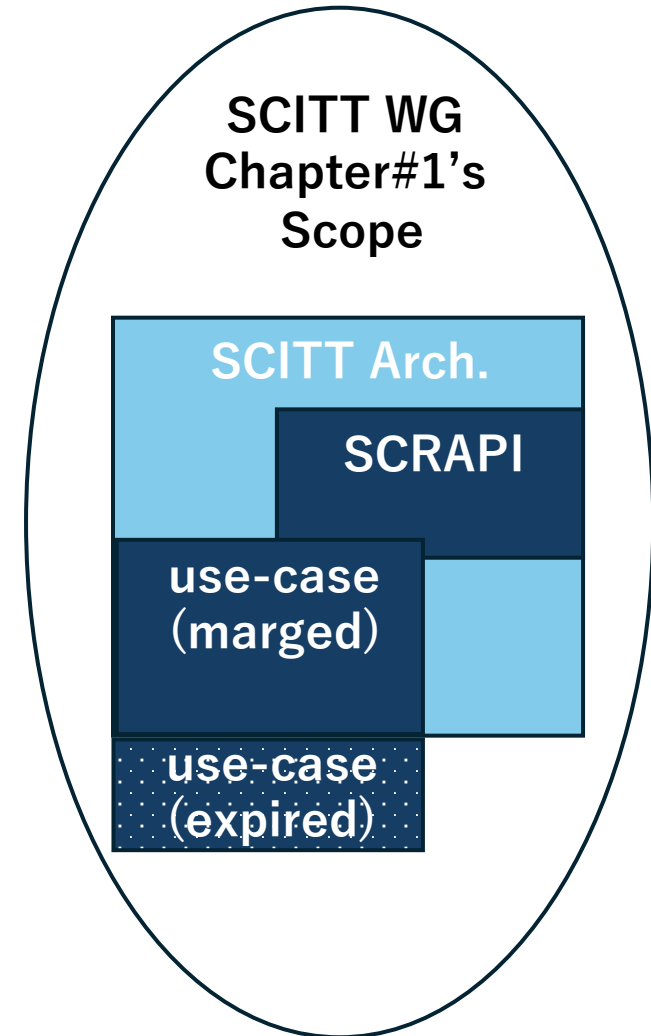 SCITT WG
Chapter#1’s
Scope
SCITT Arch.
SCRAPI
use-case
(marged)
use-case
(expired)